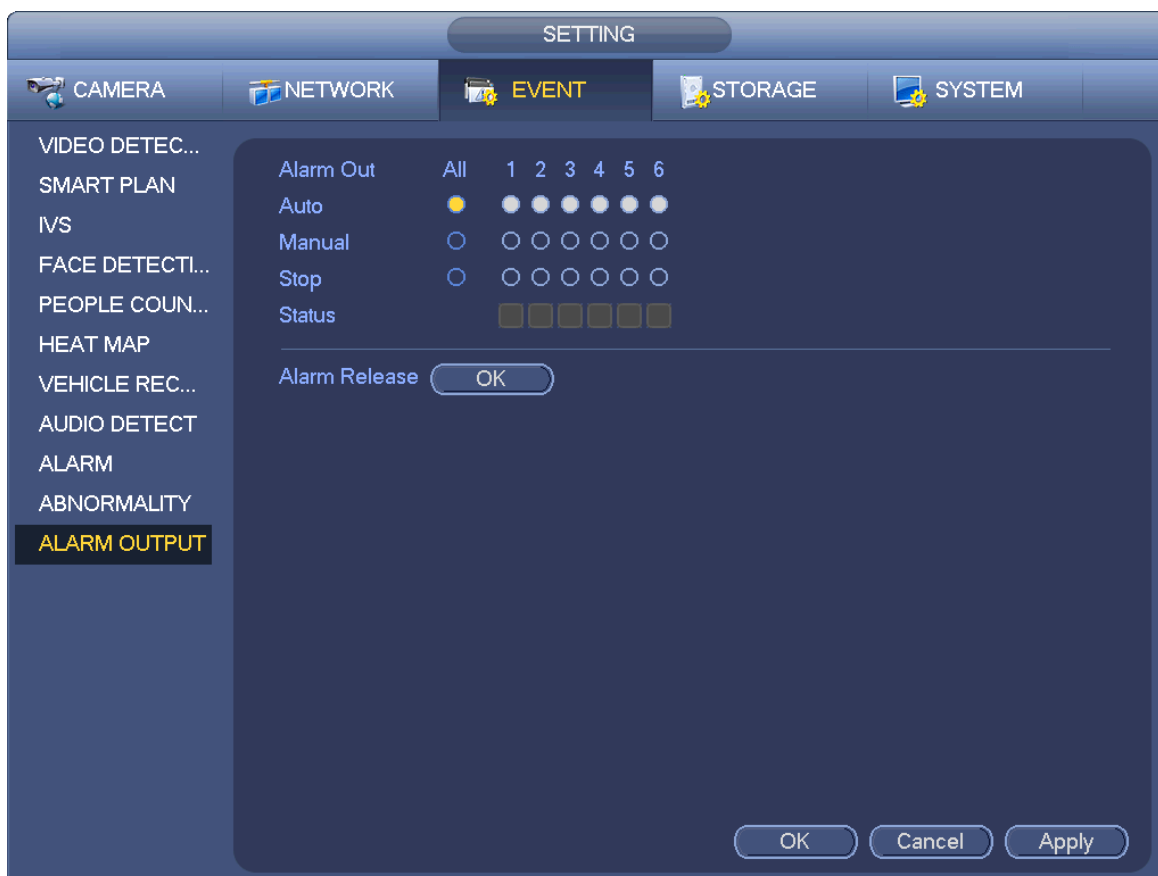 SETTING
CAMERA NETWORK EVENT STORAGE SYSTEM
VIDEO DETEC...
SMART PLAN
IVS
FACE DETECTI...
PEOPLE COUN...
HEAT MAP
VEHICLE REC...
AUDIO DETECT
ALARM
ABNORMALITY
ALARM OUTPUT
Alarm Out All 1 2 3 4 5 6
Auto
Manual
Stop
Status
Alarm Release OK
OK Cancel Apply